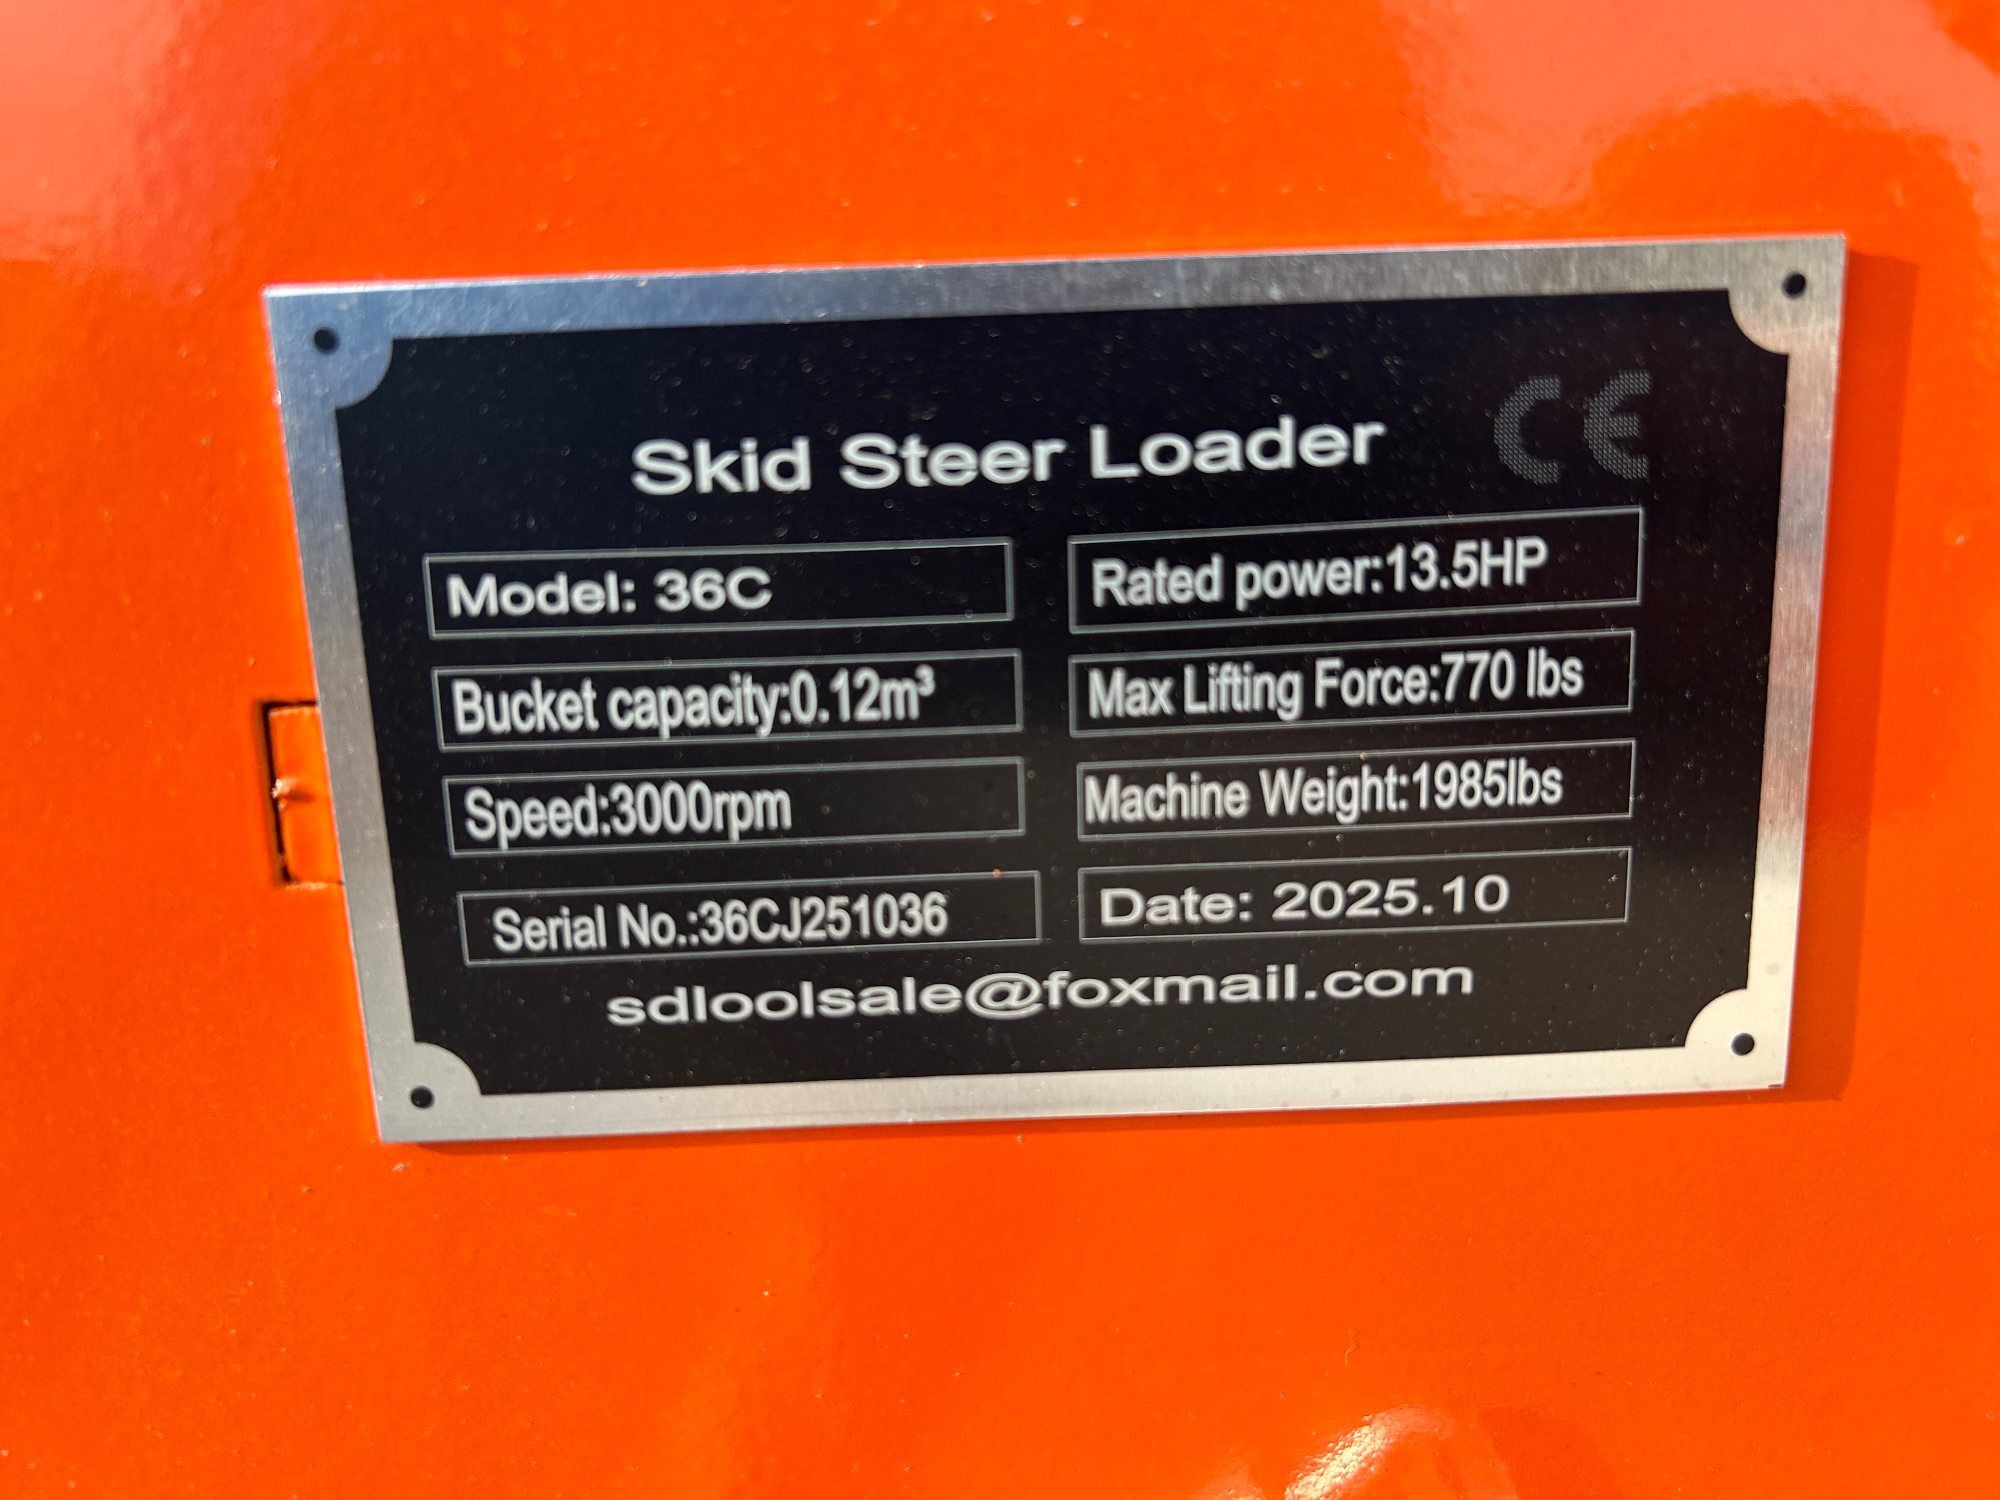 Skid Steer Loader CE
Model: 36C
Rated power:13.5HP
Bucket capacity:0.12m³
Max Lifting Force:770 lbs
Speed:3000rpm
Machine Weight:1985lbs
Serial No.:36CJ251036
Date: 2025.10
sdloolsale@foxmail.com